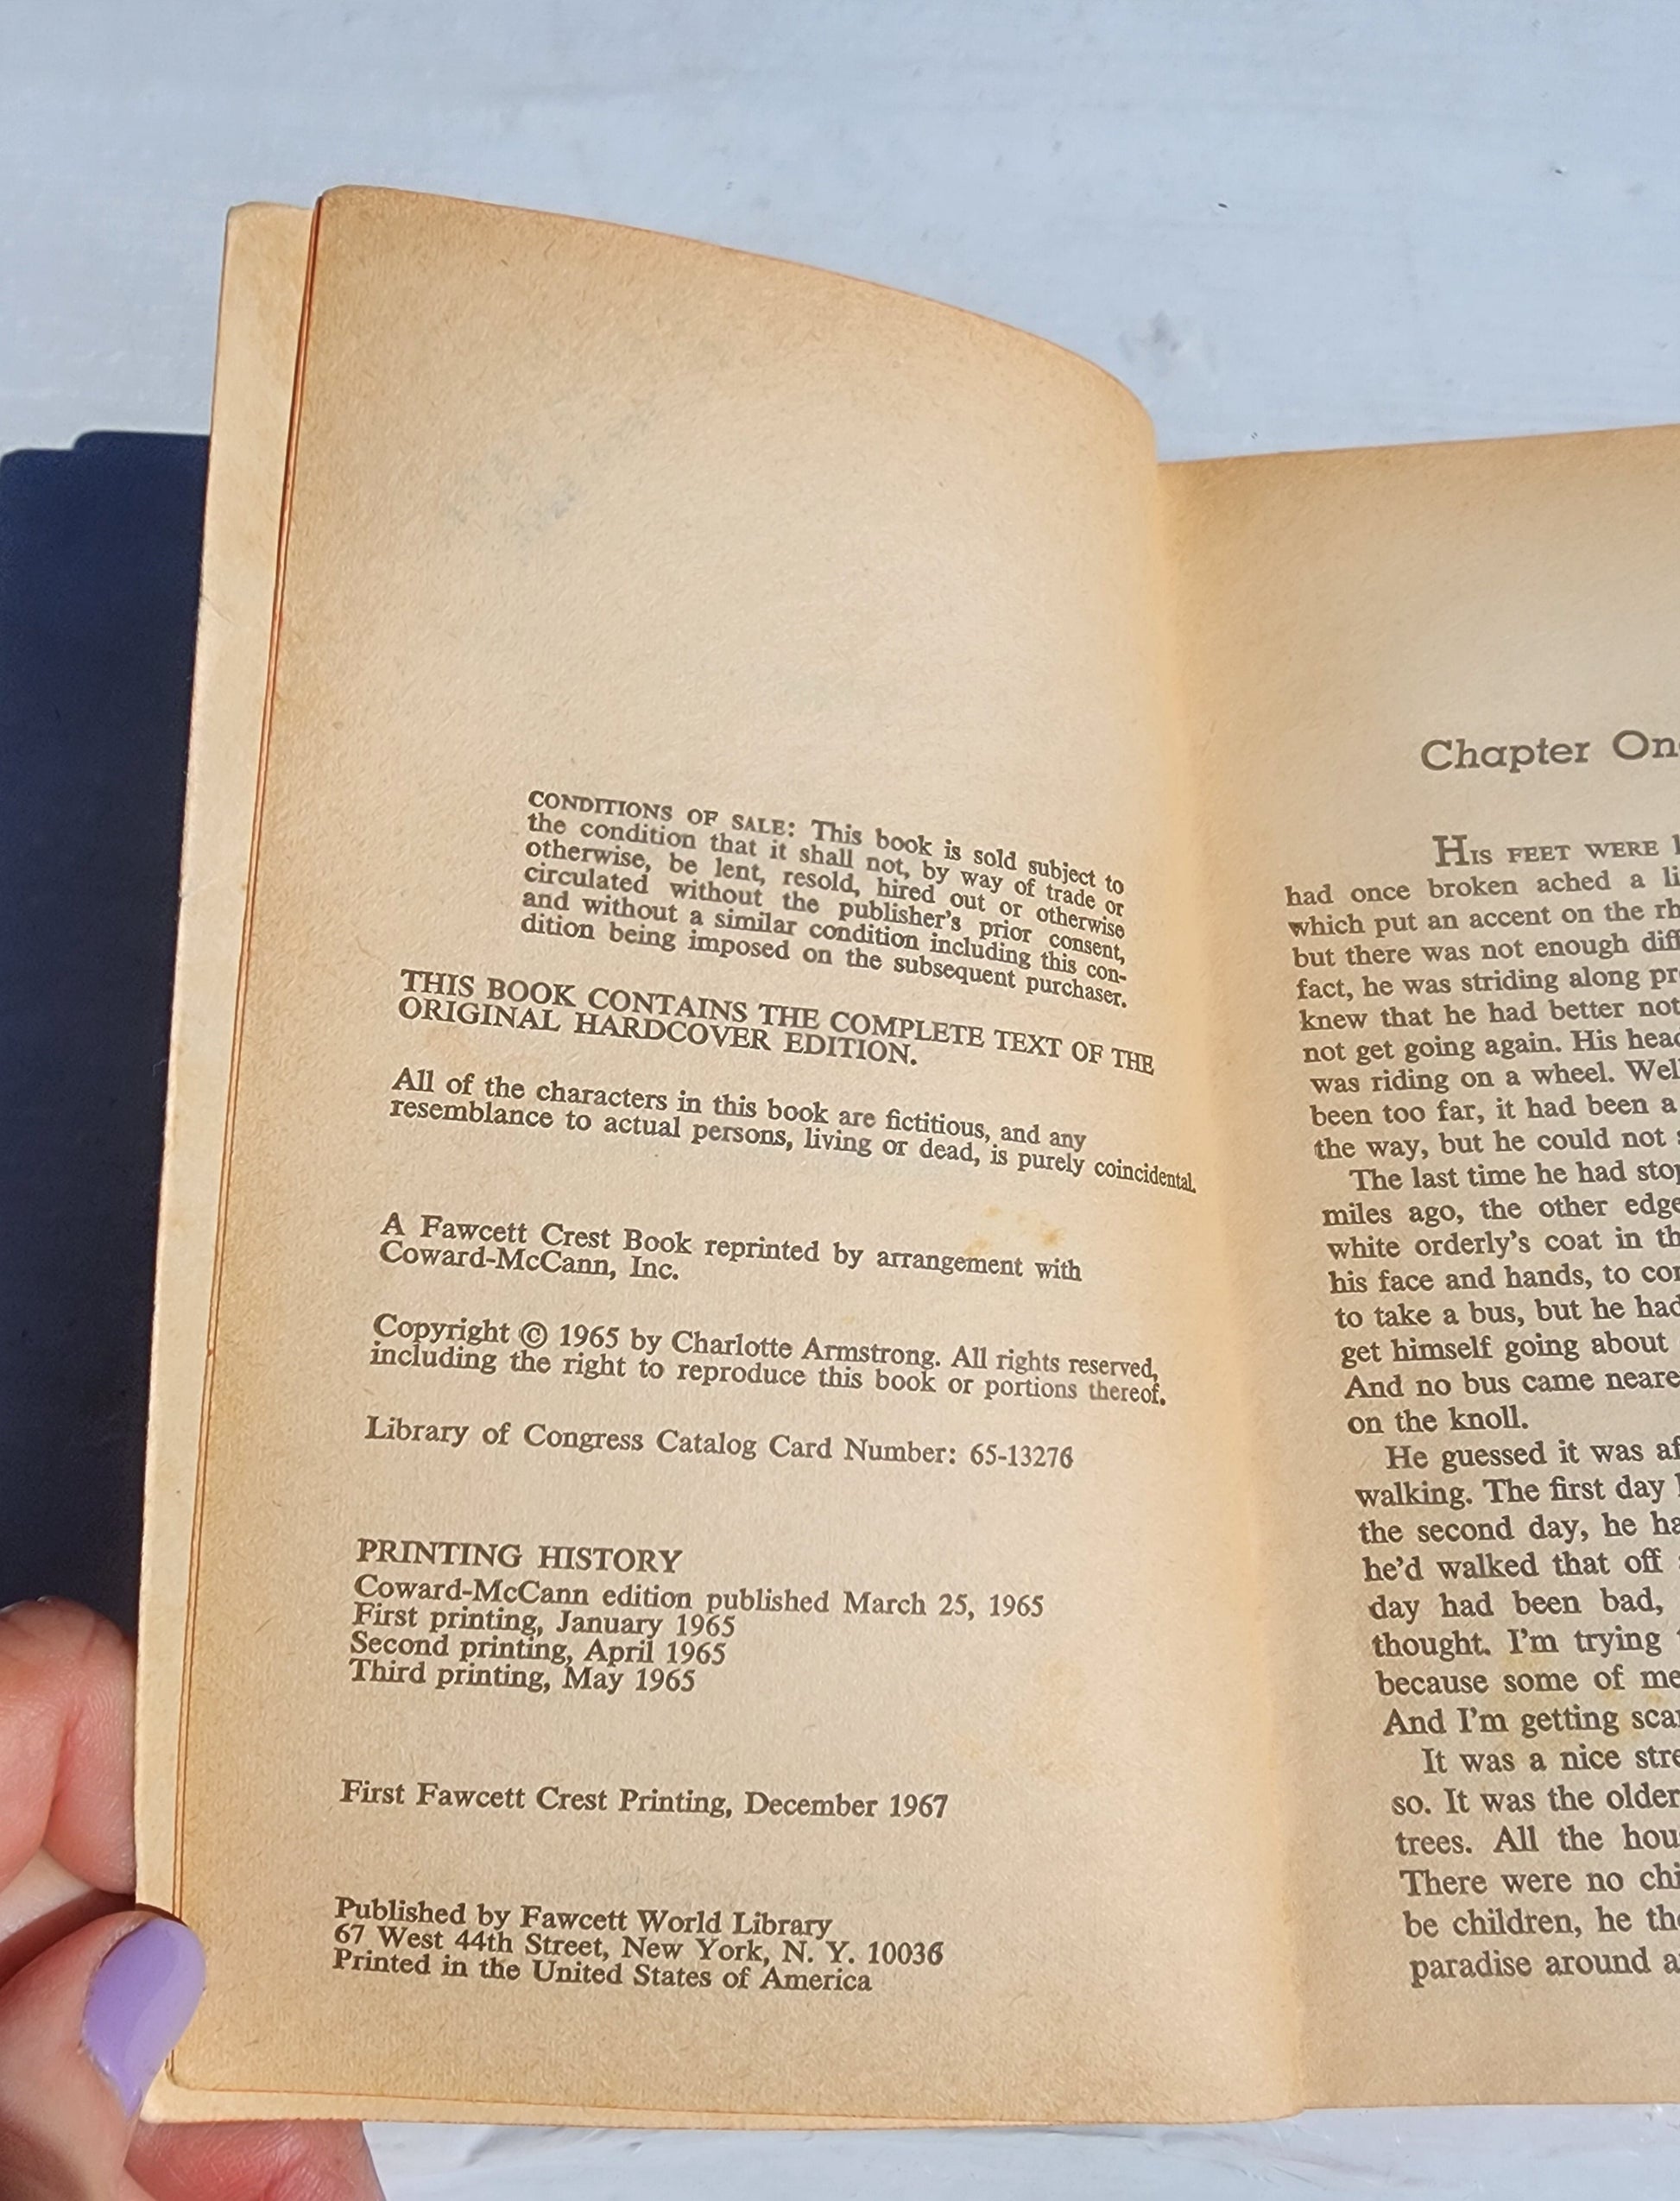 CONDITIONS OF SALE: This book is sold subject to
the condition that it shall not, by way of trade or
otherwise, be lent, resold, hired out or otherwise
circulated without the publisher's prior consent,
and without a similar condition including this con-
dition being imposed on the subsequent purchaser.
THIS BOOK CONTAINS THE COMPLETE TEXT OF THE
ORIGINAL HARDCOVER EDITION.
All of the characters in this book are fictitious, and any
resemblance to actual persons, living or dead, is purely coincidental.
A Fawcett Crest Book reprinted by arrangement with
Coward-McCann, Inc.
Copyright © 1965 by Charlotte Armstrong. All rights reserved,
including the right to reproduce this book or portions thereof.
Library of Congress Catalog Card Number: 65-13276
PRINTING HISTORY
Coward-McCann edition published March 25, 1965
First printing, January 1965
Second printing, April 1965
Third printing, May 1965
First Fawcett Crest Printing, December 1967
Published by Fawcett World Library
67 West 44th Street, New York, N. Y. 10036
Printed in the United States of America
Chapter
HIS FEET WERE
had once broken ached a
which put an accent on the
but there was not enough
fact, he was striding along
knew that he had better not
not get going again. His
was riding on a wheel.
been too far, it had been a
the way, but he could not
The last time he had
miles ago, the other
white orderly's coat in
his face and hands, to
to take a bus, but he had
get himself going about
And no bus came
on the knoll.
He guessed it was
walking. The first day
the second day, he
he'd walked that off
day had been bad,
thought. I'm trying
because some of
And I'm getting
It was a nice
so. It was the older
trees. All the
There were no
be children, he
paradise around